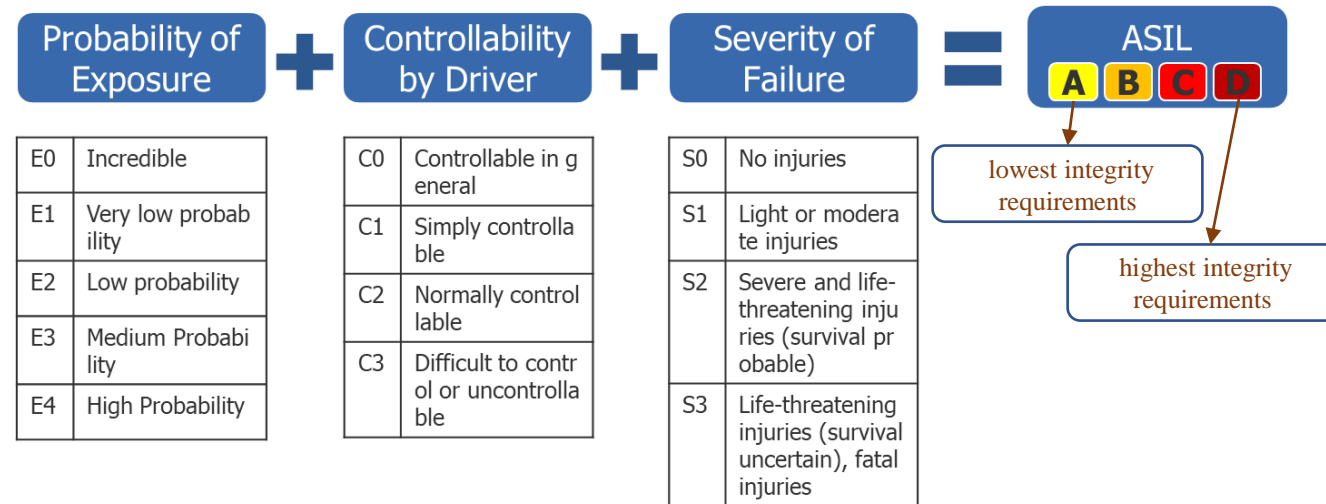 Probability of
Exposure
+
Controllability
by Driver
+
Severity of
Failure
=
ASIL
A B C D
E0 Incredible
E1 Very low probab
ility
E2 Low probability
E3 Medium Probabi
lity
E4 High Probability
C0 Controllable in g
eneral
C1 Simply controlla
ble
C2 Normally control
lable
C3 Difficult to contr
ol or uncontrolla
ble
S0 No injuries
S1 Light or modera
te injuries
S2 Severe and life-
threatening inju
ries (survival pr
obable)
S3 Life-threatening
injuries (survival
uncertain), fatal
injuries
lowest integrity
requirements
highest integrity
requirements